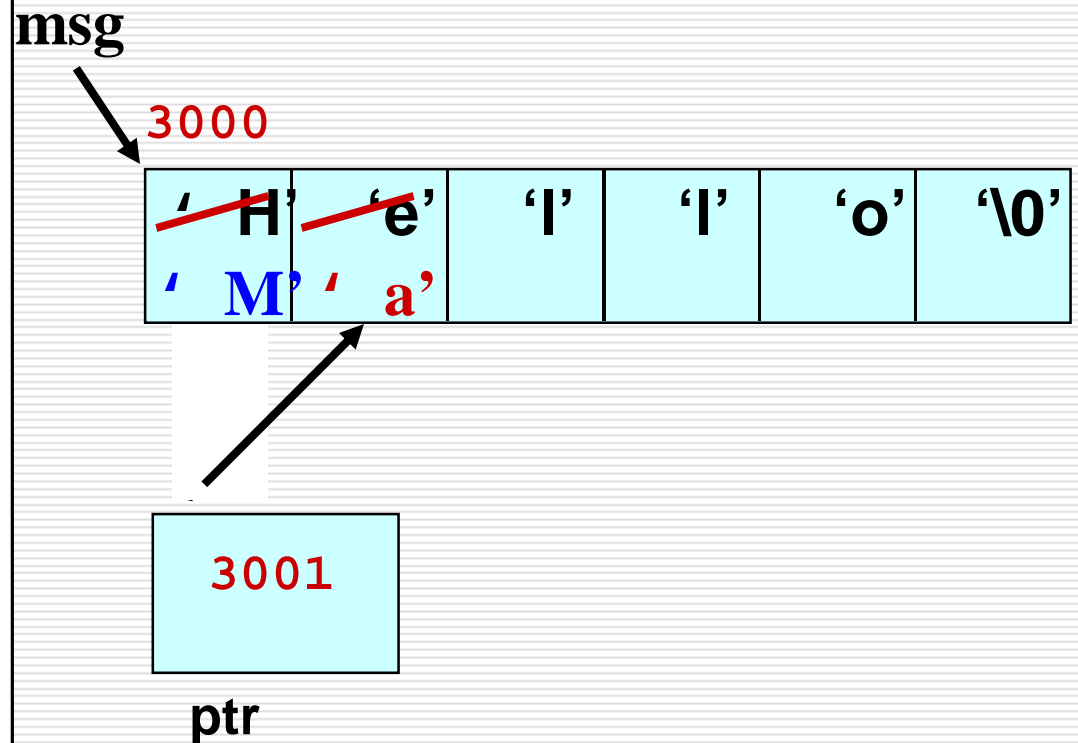 msg
3000
‘ H’ ‘e’ ‘l’ ‘l’ ‘o’ ‘\0’
‘ M’ ‘ a’
3001
ptr